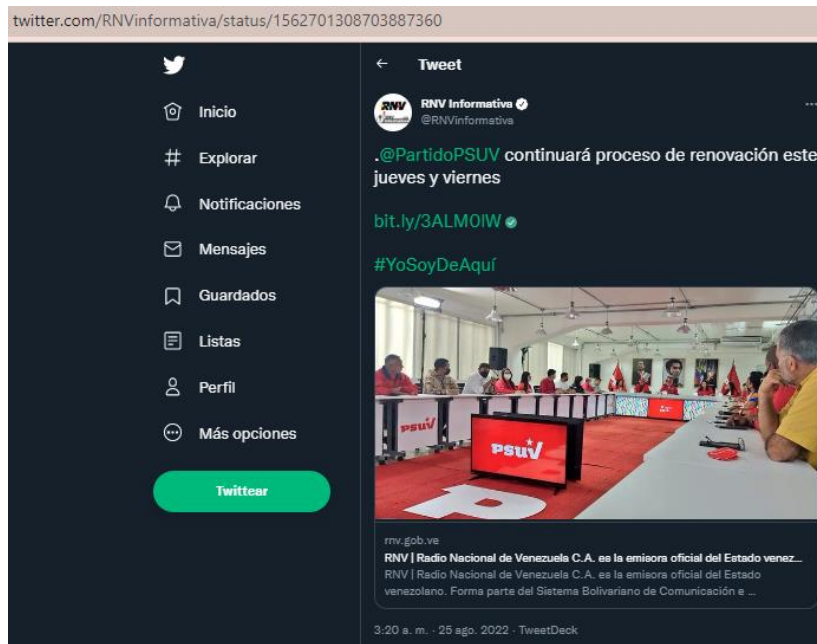 twitter.com/RNVinformativa/status/1562701308703887360
Inicio
Explorar
Notificaciones
Mensajes
Guardados
Listas
Perfil
Más opciones
Twittear
Tweet
RNV
RNV Informativa
@RNVinformativa
.@PartidoPSUV continuará proceso de renovación este
jueves y viernes
bit.ly/3ALM0lW
#YoSoyDeAquí
PSUV
PSUV
rnv.gob.ve
RNV | Radio Nacional de Venezuela C.A. es la emisora oficial del Estado venez...
RNV | Radio Nacional de Venezuela C.A. es la emisora oficial del Estado
venezolano. Forma parte del Sistema Bolivariano de Comunicación e ...
3:20 a. m. · 25 ago. 2022 · TweetDeck